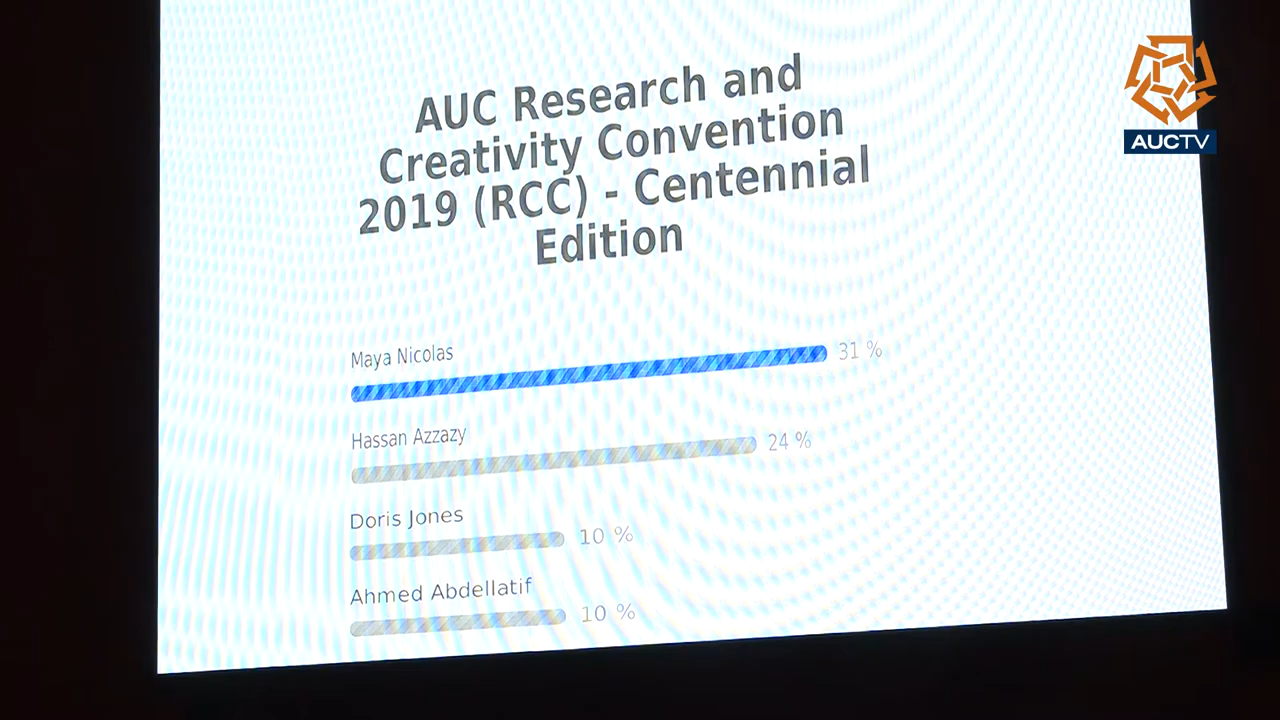 AUCTV
AUC Research and
Creativity Convention
2019 (RCC) - Centennial
Edition
Maya Nicolas
31 %
Hassan Azzazy
24 %
Doris Jones
10 %
Ahmed Abdellatif
10 %